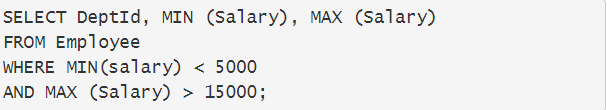 SELECT DeptId, MIN (Salary), MAX (Salary)
FROM Employee
WHERE MIN(salary) < 5000
AND MAX (Salary) > 15000;